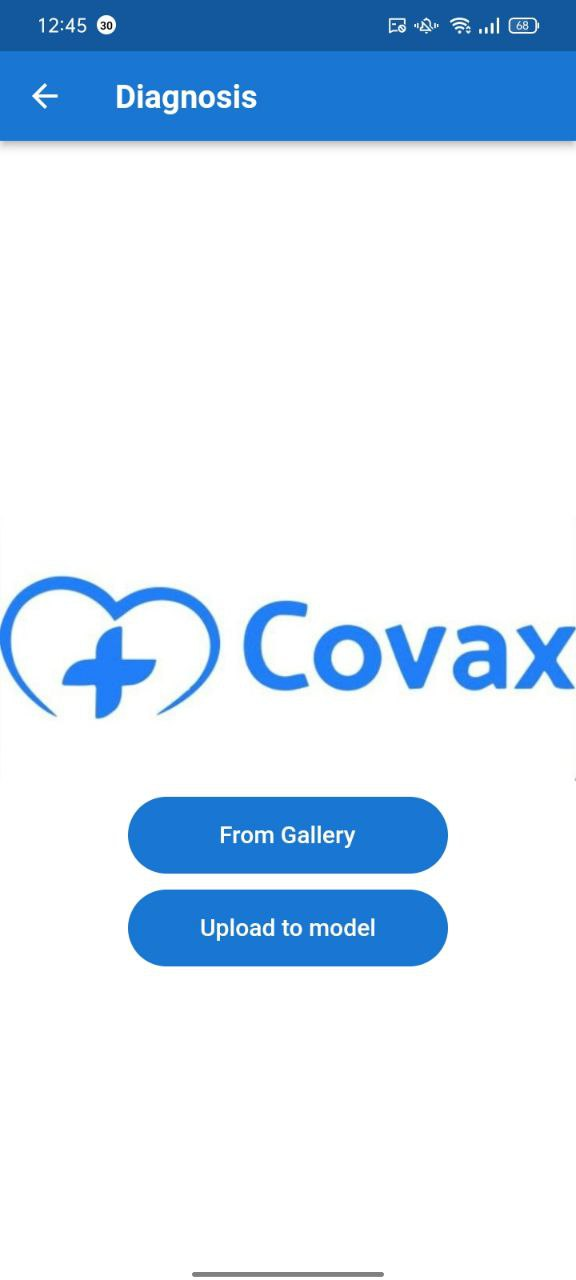 12:45 30 68
Diagnosis
Covax
From Gallery
Upload to model